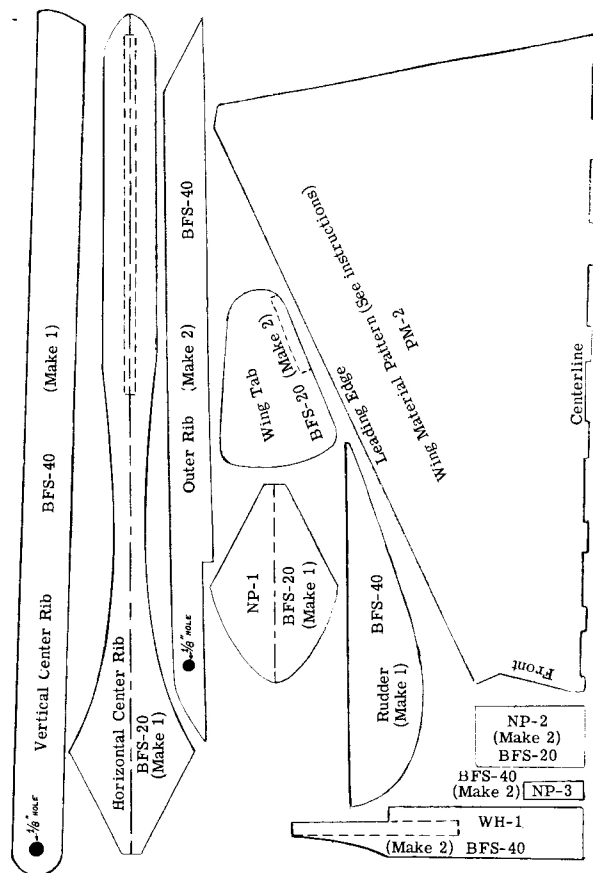 Vertical Center Rib BFS-40 (Make 1)
1/8" HOLE
Horizontal Center Rib
BFS-20
(Make 1)
Outer Rib (Make 2) BFS-40
1/8" HOLE
Wing Tab
BFS-20 (Make 2)
Leading Edge
Wing Material Pattern (See instructions)
PM-2
Centerline
Front
NP-1
BFS-20
(Make 1)
BFS-40
Rudder
(Make 1)
NP-2
(Make 2)
BFS-20
BFS-40
(Make 2) NP-3
WH-1
(Make 2) BFS-40